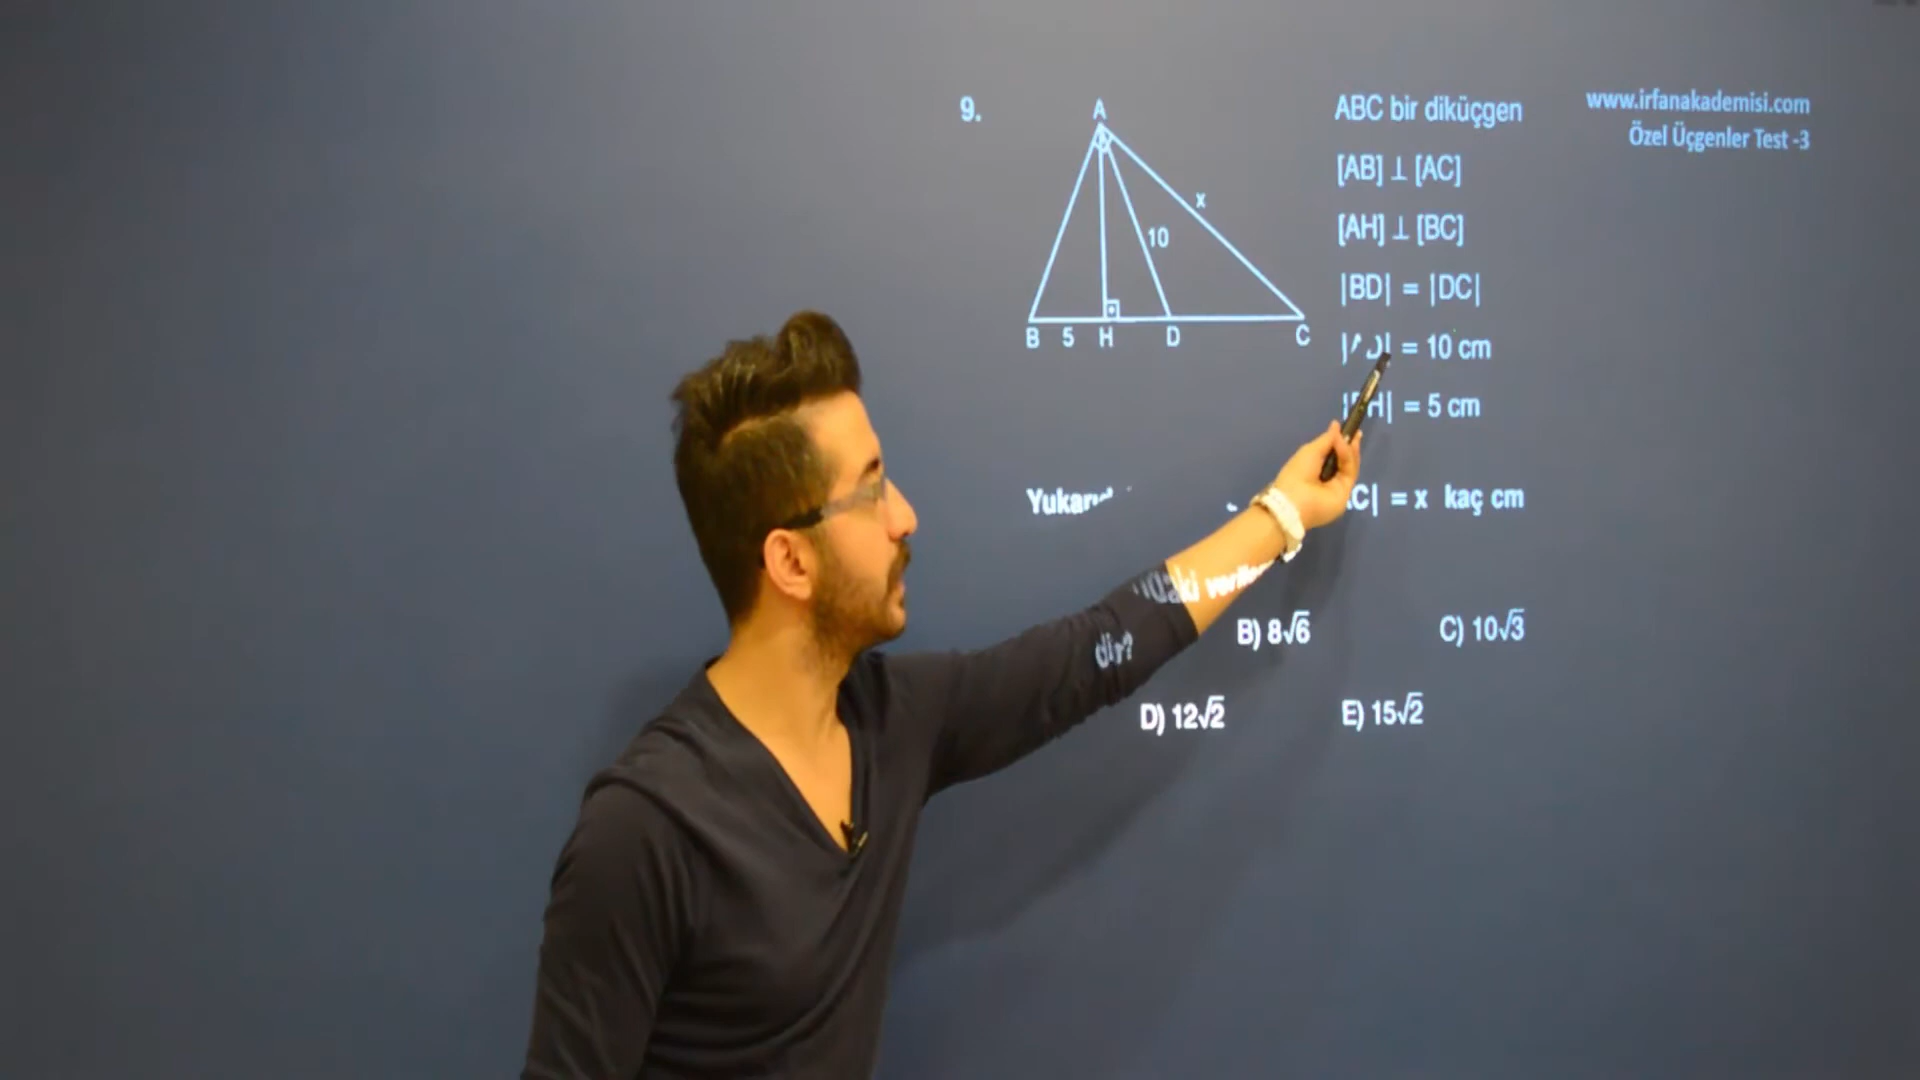 9.
A
x
10
B 5 H D C
ABC bir diküçgen
[AB] ⊥ [AC]
[AH] ⊥ [BC]
|BD| = |DC|
= 10 cm
= 5 cm
= x kaç cm
dir?
B) 8√6
C) 10√3
D) 12√2
E) 15√2
www.irfanakademisi.com
Özel Üçgenler Test -3